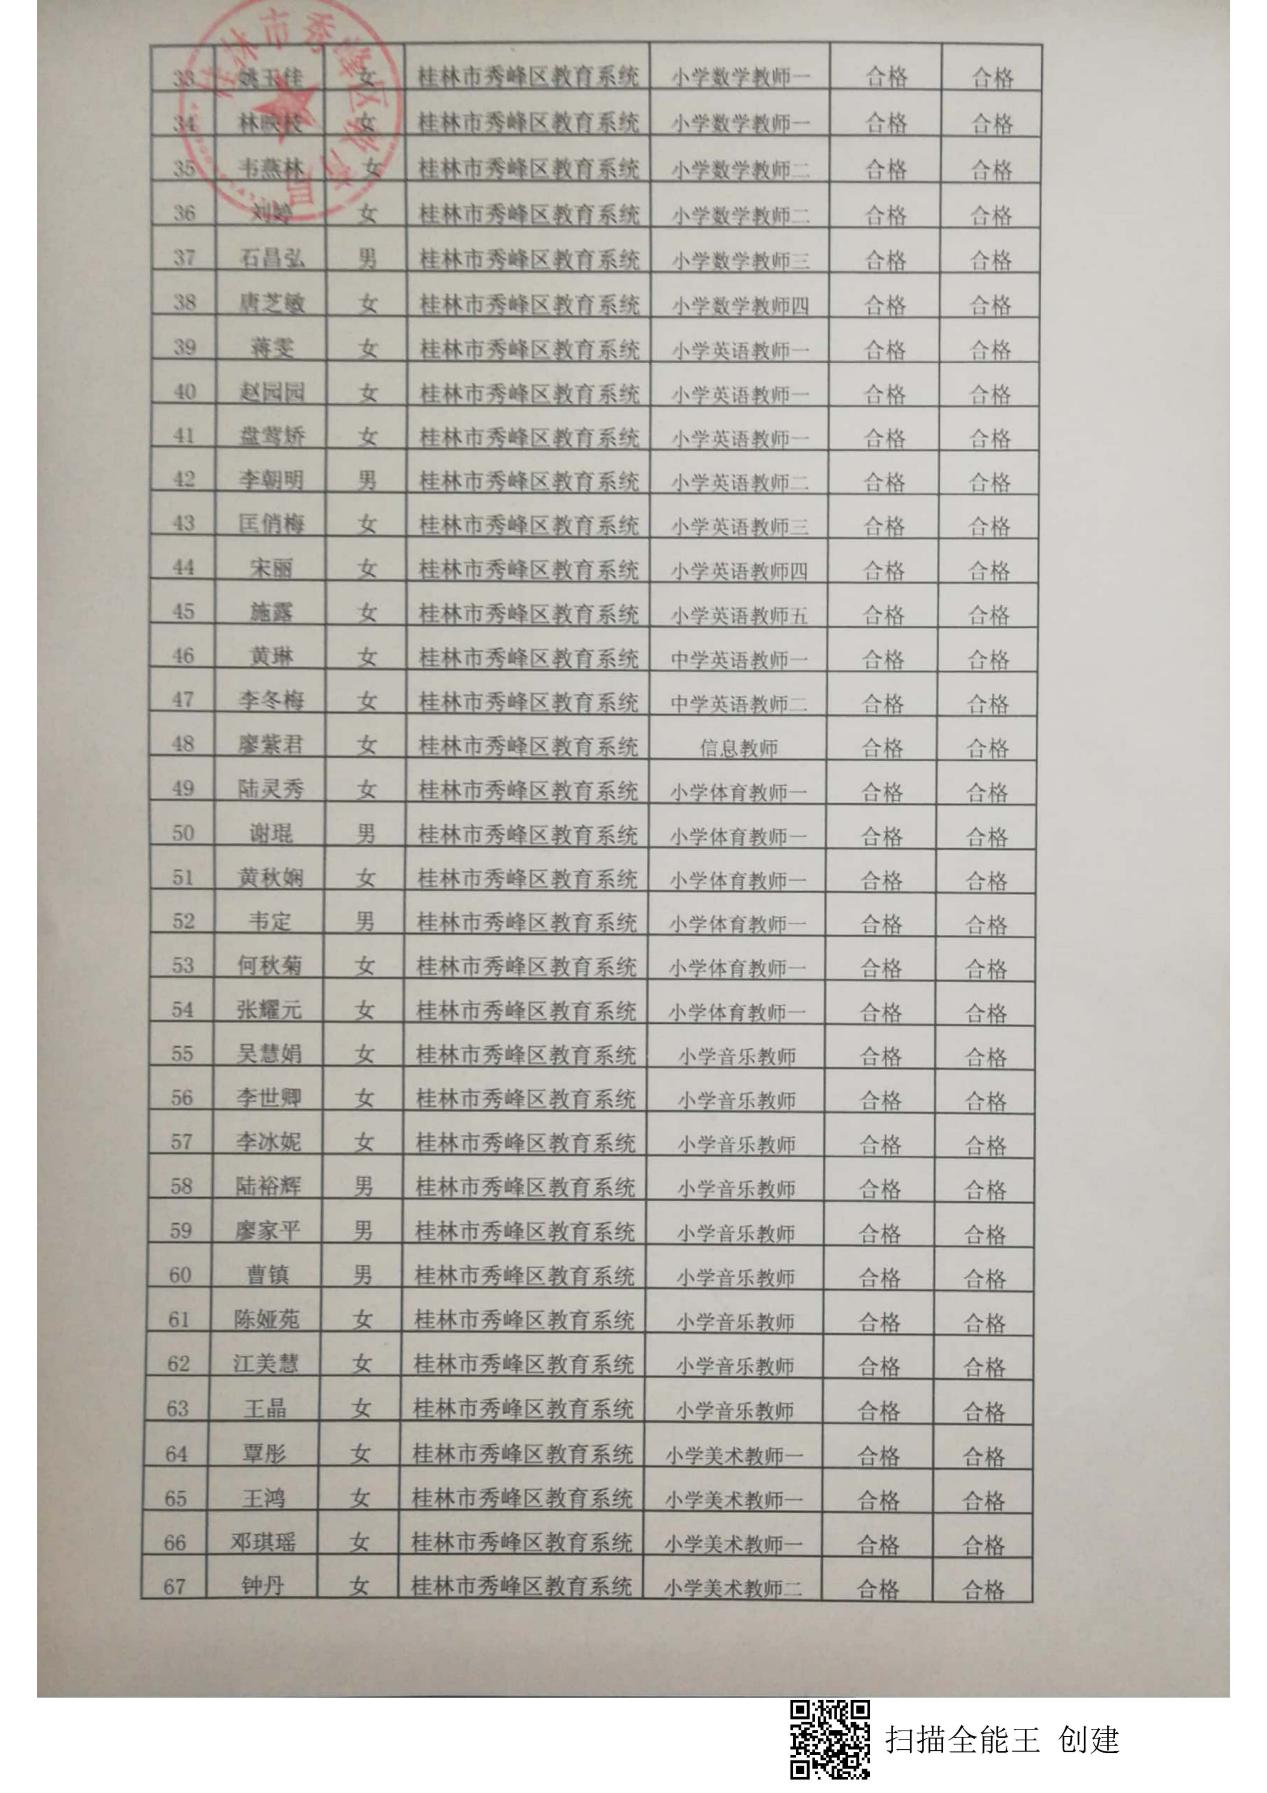 桂林市秀峰区教育局
33 姚玉佳 女 桂林市秀峰区教育系统 小学数学教师一 合格 合格
34 林映枝 女 桂林市秀峰区教育系统 小学数学教师一 合格 合格
35 韦燕林 女 桂林市秀峰区教育系统 小学数学教师二 合格 合格
36 刘婷 女 桂林市秀峰区教育系统 小学数学教师二 合格 合格
37 石昌弘 男 桂林市秀峰区教育系统 小学数学教师三 合格 合格
38 唐芝敏 女 桂林市秀峰区教育系统 小学数学教师四 合格 合格
39 蒋雯 女 桂林市秀峰区教育系统 小学英语教师一 合格 合格
40 赵园园 女 桂林市秀峰区教育系统 小学英语教师一 合格 合格
41 盘莺娇 女 桂林市秀峰区教育系统 小学英语教师一 合格 合格
42 李朝明 男 桂林市秀峰区教育系统 小学英语教师二 合格 合格
43 匡俏梅 女 桂林市秀峰区教育系统 小学英语教师三 合格 合格
44 宋丽 女 桂林市秀峰区教育系统 小学英语教师四 合格 合格
45 施露 女 桂林市秀峰区教育系统 小学英语教师五 合格 合格
46 黄琳 女 桂林市秀峰区教育系统 中学英语教师一 合格 合格
47 李冬梅 女 桂林市秀峰区教育系统 中学英语教师二 合格 合格
48 廖紫君 女 桂林市秀峰区教育系统 信息教师 合格 合格
49 陆灵秀 女 桂林市秀峰区教育系统 小学体育教师一 合格 合格
50 谢琨 男 桂林市秀峰区教育系统 小学体育教师一 合格 合格
51 黄秋娴 女 桂林市秀峰区教育系统 小学体育教师一 合格 合格
52 韦定 男 桂林市秀峰区教育系统 小学体育教师一 合格 合格
53 何秋菊 女 桂林市秀峰区教育系统 小学体育教师一 合格 合格
54 张耀元 女 桂林市秀峰区教育系统 小学体育教师一 合格 合格
55 吴慧娟 女 桂林市秀峰区教育系统 小学音乐教师 合格 合格
56 李世卿 女 桂林市秀峰区教育系统 小学音乐教师 合格 合格
57 李冰妮 女 桂林市秀峰区教育系统 小学音乐教师 合格 合格
58 陆裕辉 男 桂林市秀峰区教育系统 小学音乐教师 合格 合格
59 廖家平 男 桂林市秀峰区教育系统 小学音乐教师 合格 合格
60 曹镇 男 桂林市秀峰区教育系统 小学音乐教师 合格 合格
61 陈娅苑 女 桂林市秀峰区教育系统 小学音乐教师 合格 合格
62 江美慧 女 桂林市秀峰区教育系统 小学音乐教师 合格 合格
63 王晶 女 桂林市秀峰区教育系统 小学音乐教师 合格 合格
64 覃彤 女 桂林市秀峰区教育系统 小学美术教师一 合格 合格
65 王鸿 女 桂林市秀峰区教育系统 小学美术教师一 合格 合格
66 邓琪瑶 女 桂林市秀峰区教育系统 小学美术教师一 合格 合格
67 钟丹 女 桂林市秀峰区教育系统 小学美术教师二 合格 合格
扫描全能王 创建